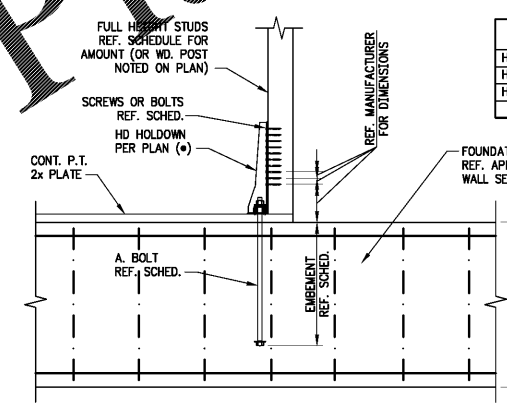 FULL HEIGHT STUDS
REF. SCHEDULE FOR
AMOUNT (OR WD. POST
NOTED ON PLAN)
SCREWS OR BOLTS
REF. SCHED.
HD HOLDOWN
PER PLAN (●)
CONT. P.T.
2x PLATE
REF. MANUFACTURER
FOR DIMENSIONS
H
H
H
FOUNDAT
REF. API
WALL SE
A. BOLT
REF. SCHED.
EMBEMENT
REF. SCHED.